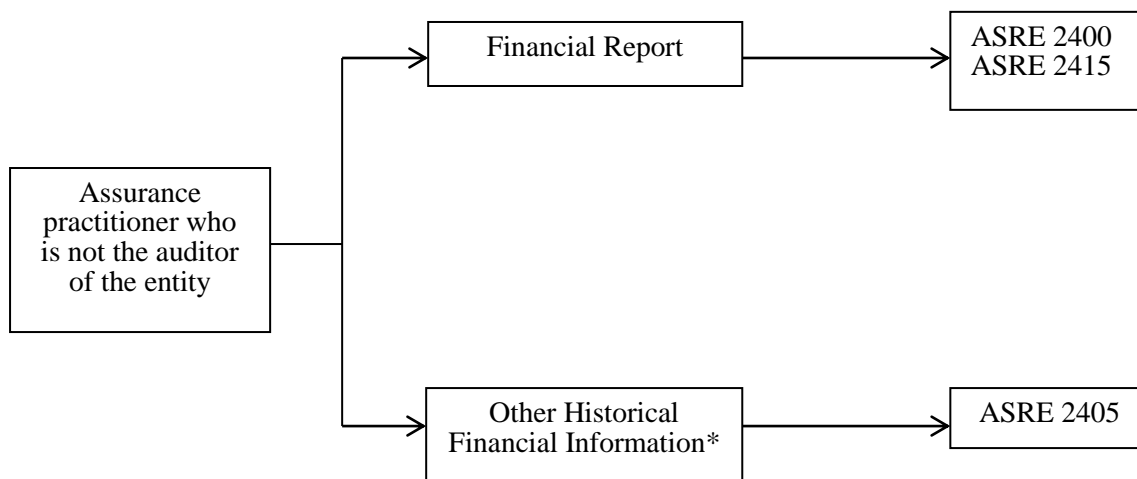 Financial Report
ASRE 2400
ASRE 2415
Assurance
practitioner who
is not the auditor
of the entity
Other Historical
Financial Information*
ASRE 2405